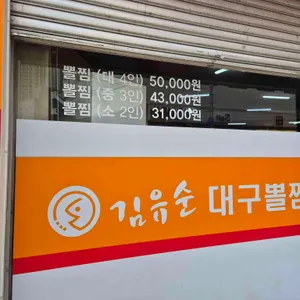 뽈찜 (대 4인) 50,000원
뽈찜 (중 3인) 43,000원
뽈찜 (소 2인) 31,000원
김유순 대구뽈찜